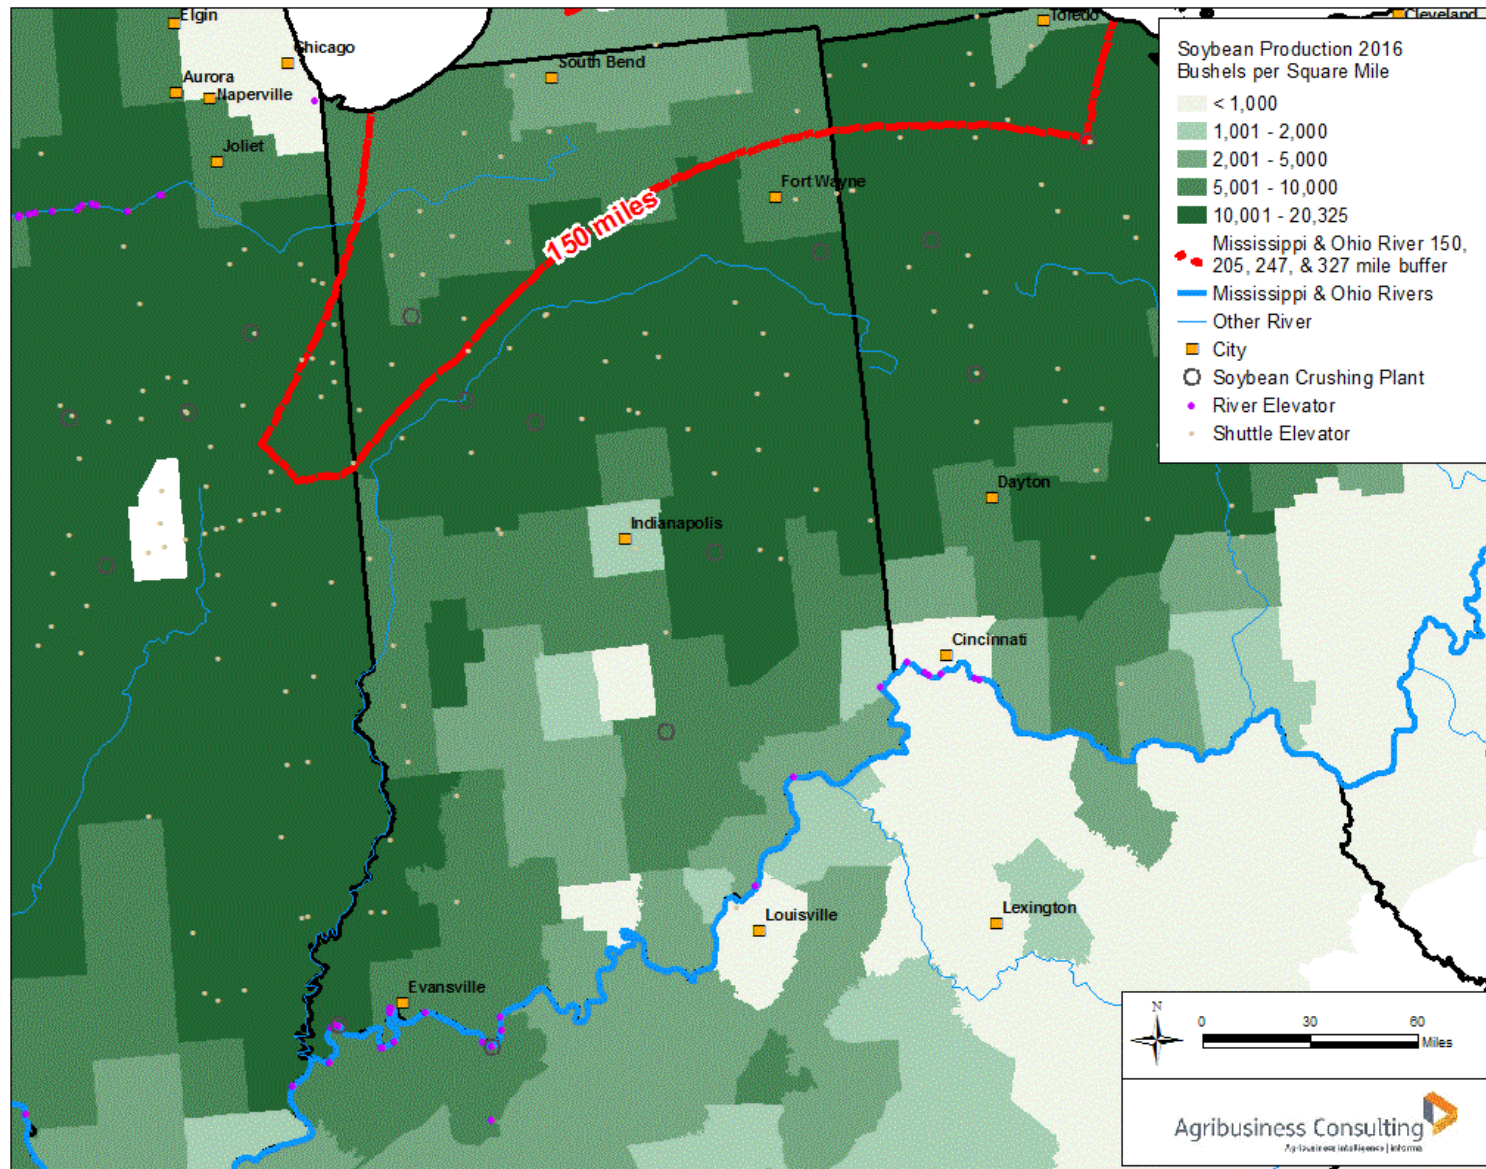 Elgin
Chicago
Aurora
Naperville
Joliet
South Bend
Toledo
Cleveland
Fort Wayne
150 miles
Soybean Production 2016
Bushels per Square Mile
< 1,000
1,001 - 2,000
2,001 - 5,000
5,001 - 10,000
10,001 - 20,325
Mississippi & Ohio River 150,
205, 247, & 327 mile buffer
Mississippi & Ohio Rivers
Other River
City
Soybean Crushing Plant
River Elevator
Shuttle Elevator
Dayton
Indianapolis
Cincinnati
Louisville
Lexington
Evansville
N
0 30 60
Miles
Agribusiness Consulting
Agribusiness intelligence | informa